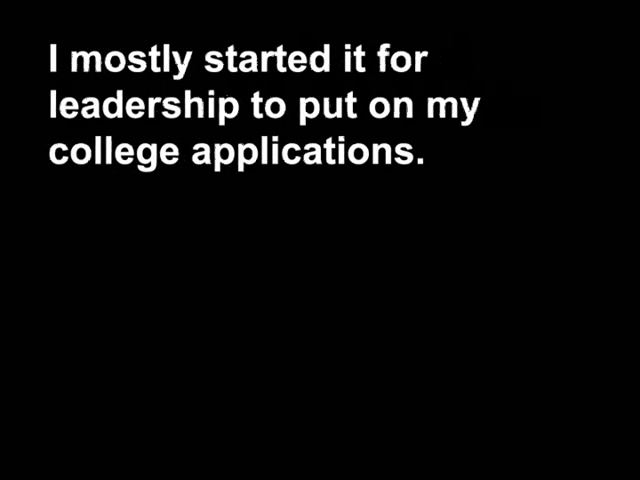 I mostly started it for
leadership to put on my
college applications.